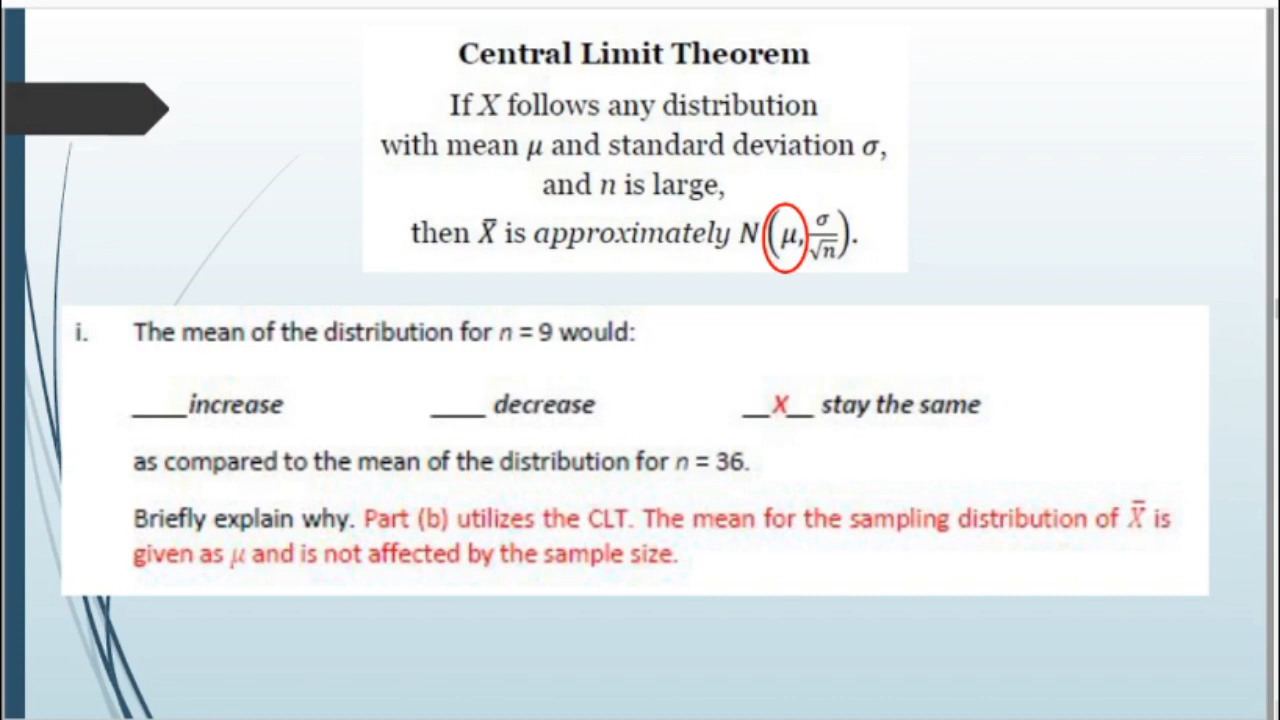 Central Limit Theorem
If X follows any distribution
with mean μ and standard deviation σ,
and n is large,
then X̄ is approximately N(μ, σ/√n).
i. The mean of the distribution for n = 9 would:
____increase ____ decrease __X__ stay the same
as compared to the mean of the distribution for n = 36.
Briefly explain why. Part (b) utilizes the CLT. The mean for the sampling distribution of X̄ is
given as μ and is not affected by the sample size.